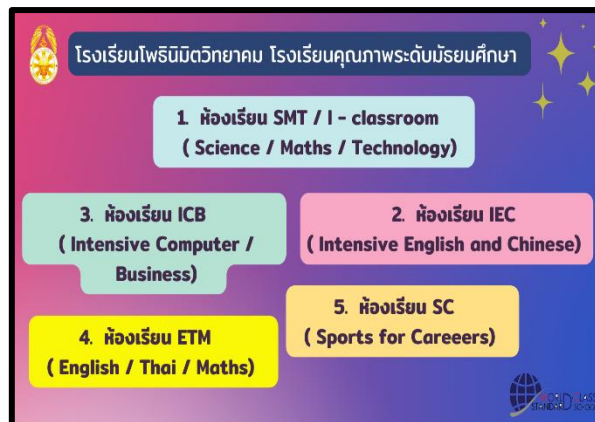 โรงเรียนโพธินิมิตวิทยาคม โรงเรียนคุณภาพระดับมัธยมศึกษา
1. ห้องเรียน SMT / I - classroom
( Science / Maths / Technology)
3. ห้องเรียน ICB
( Intensive Computer /
Business)
2. ห้องเรียน IEC
( Intensive English and Chinese)
4. ห้องเรียน ETM
( English / Thai / Maths)
5. ห้องเรียน SC
( Sports for Careeers)
STANDARD SCHOOL